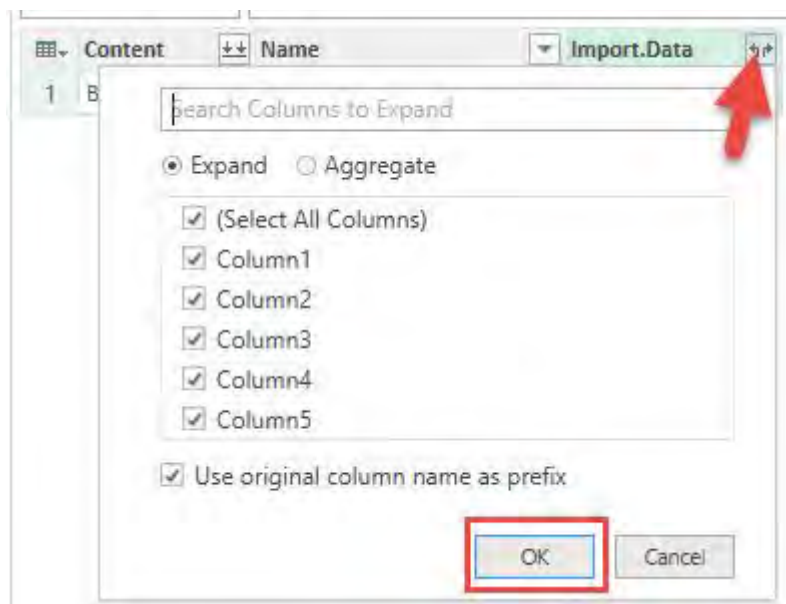 Content Name Import.Data
1 B
Search Columns to Expand
Expand Aggregate
(Select All Columns)
Column1
Column2
Column3
Column4
Column5
Use original column name as prefix
OK Cancel